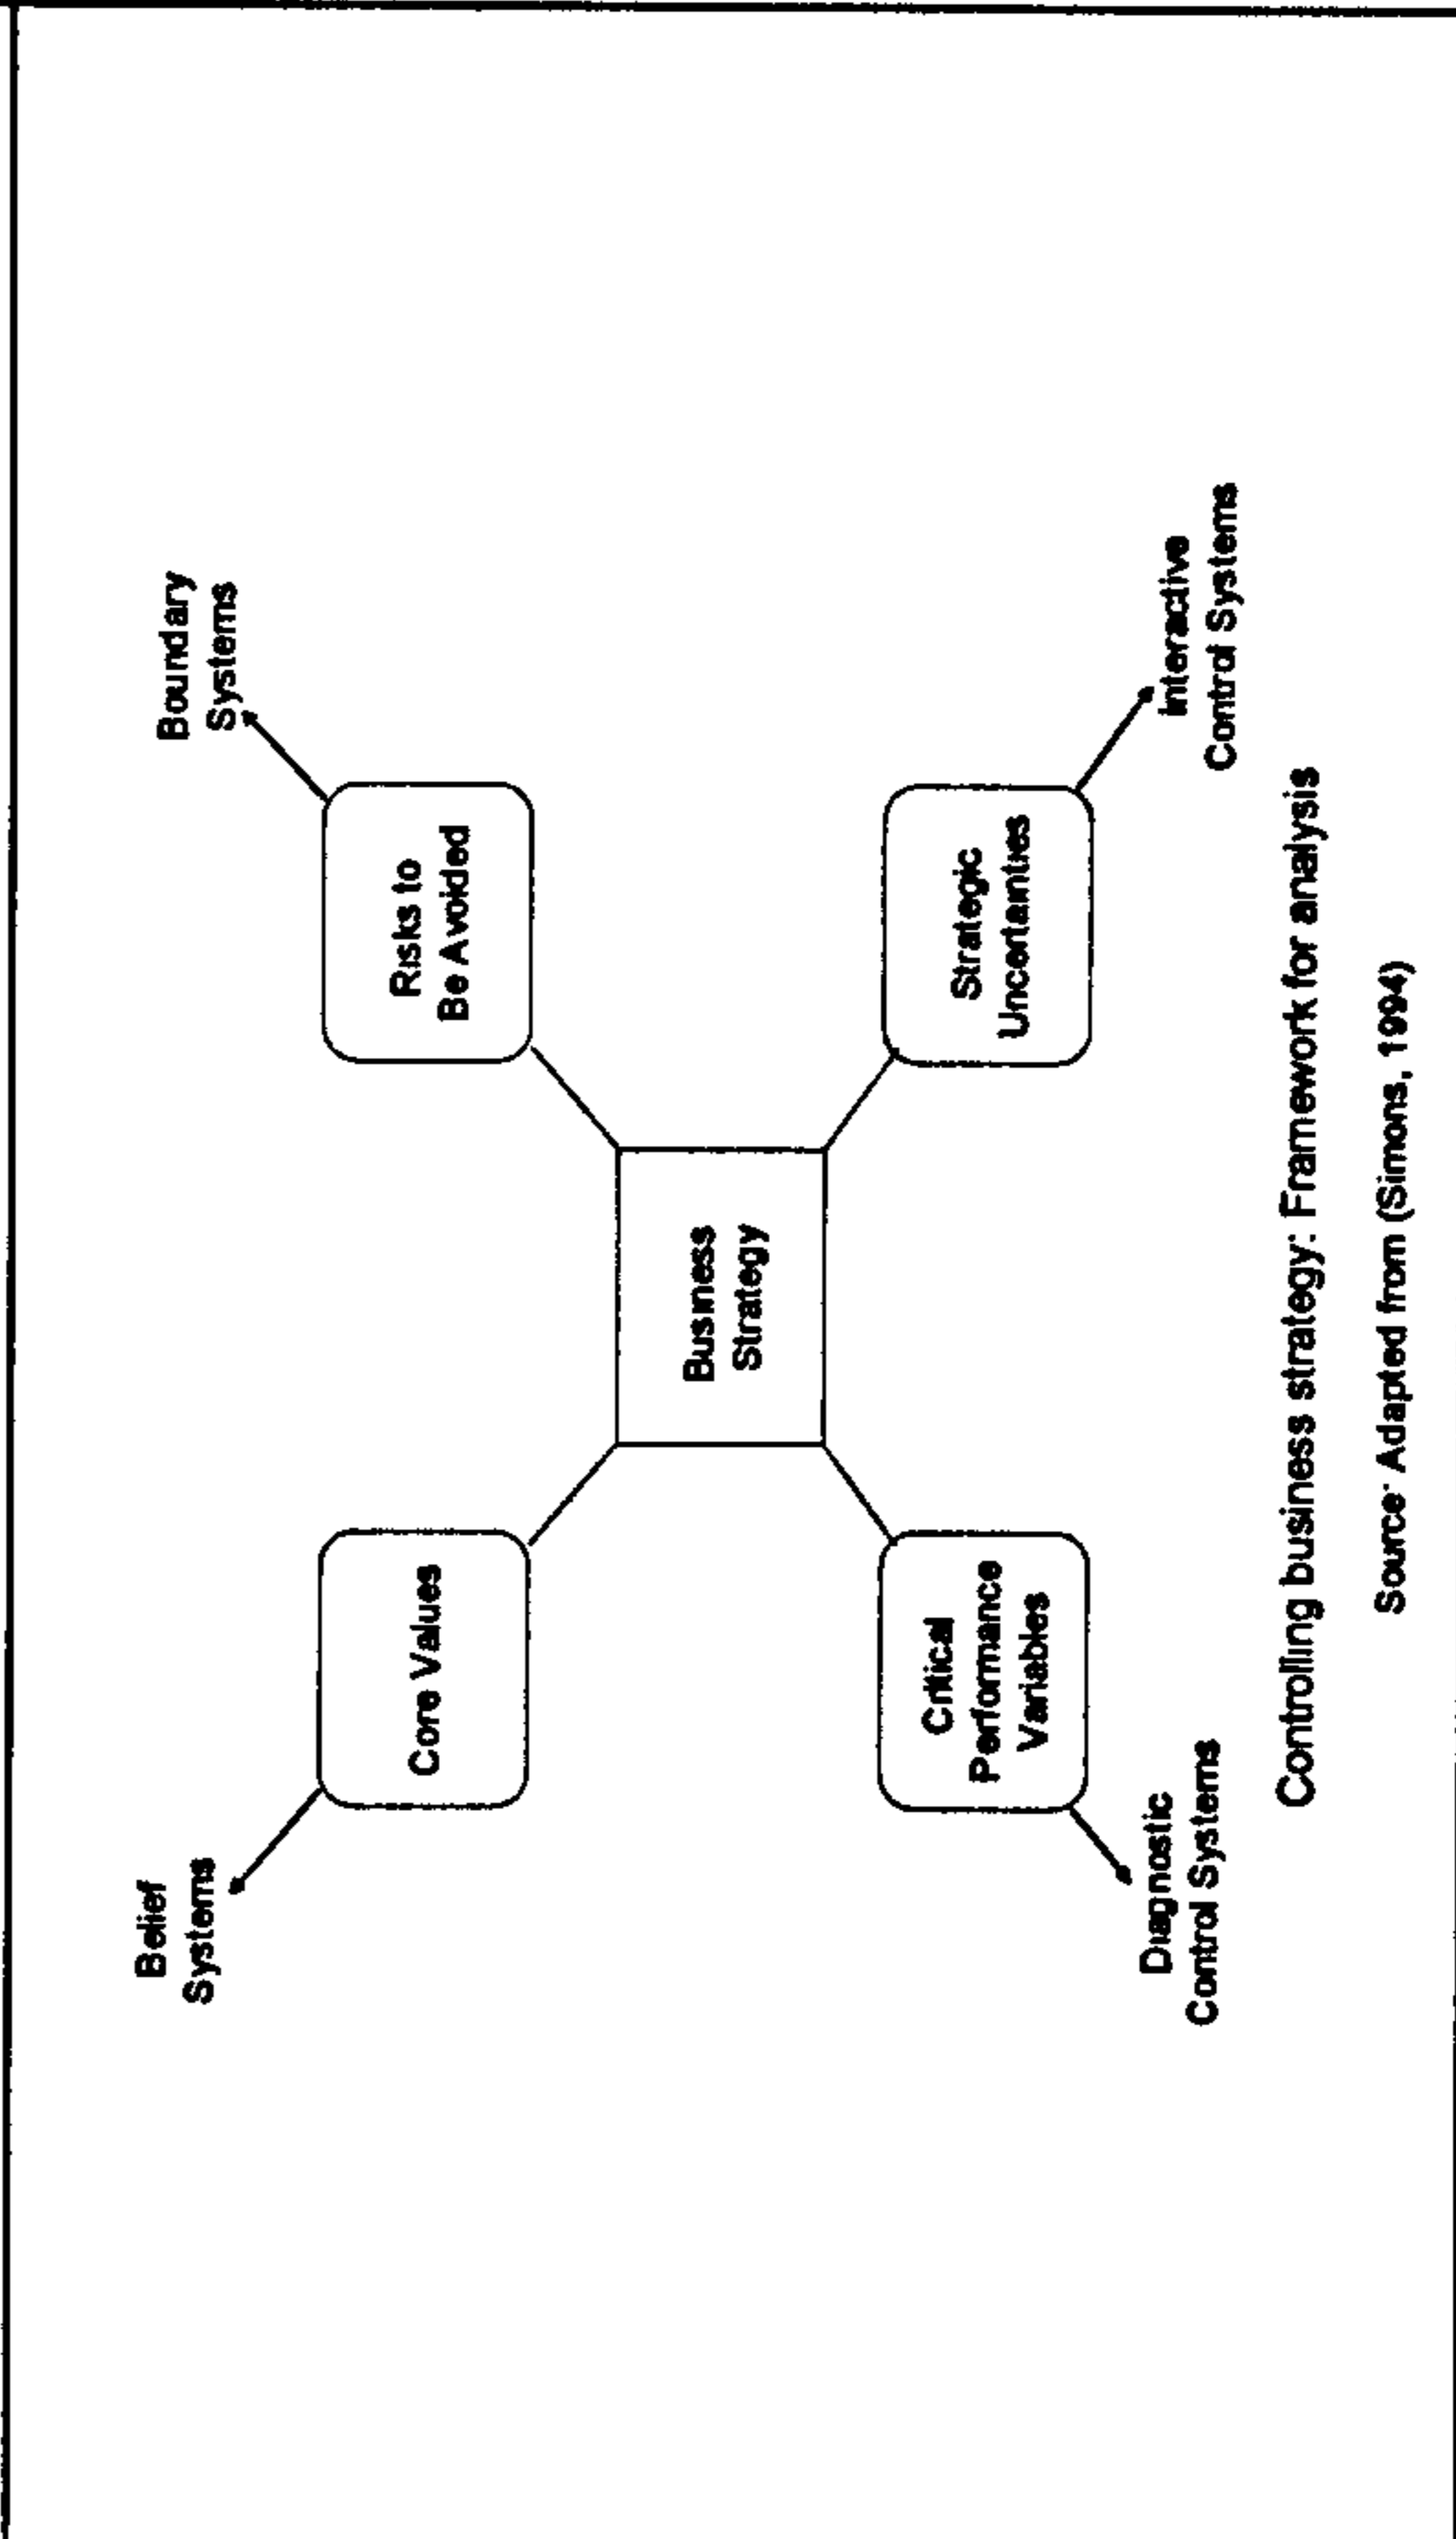 Belief
Systems
Boundary
Systems
Core Values
Risks to
Be Avoided
Business
Strategy
Critical
Performance
Variables
Strategic
Uncertainties
Diagnostic
Control Systems
Interactive
Control Systems
Controlling business strategy: Framework for analysis
Source: Adapted from (Simons, 1994)